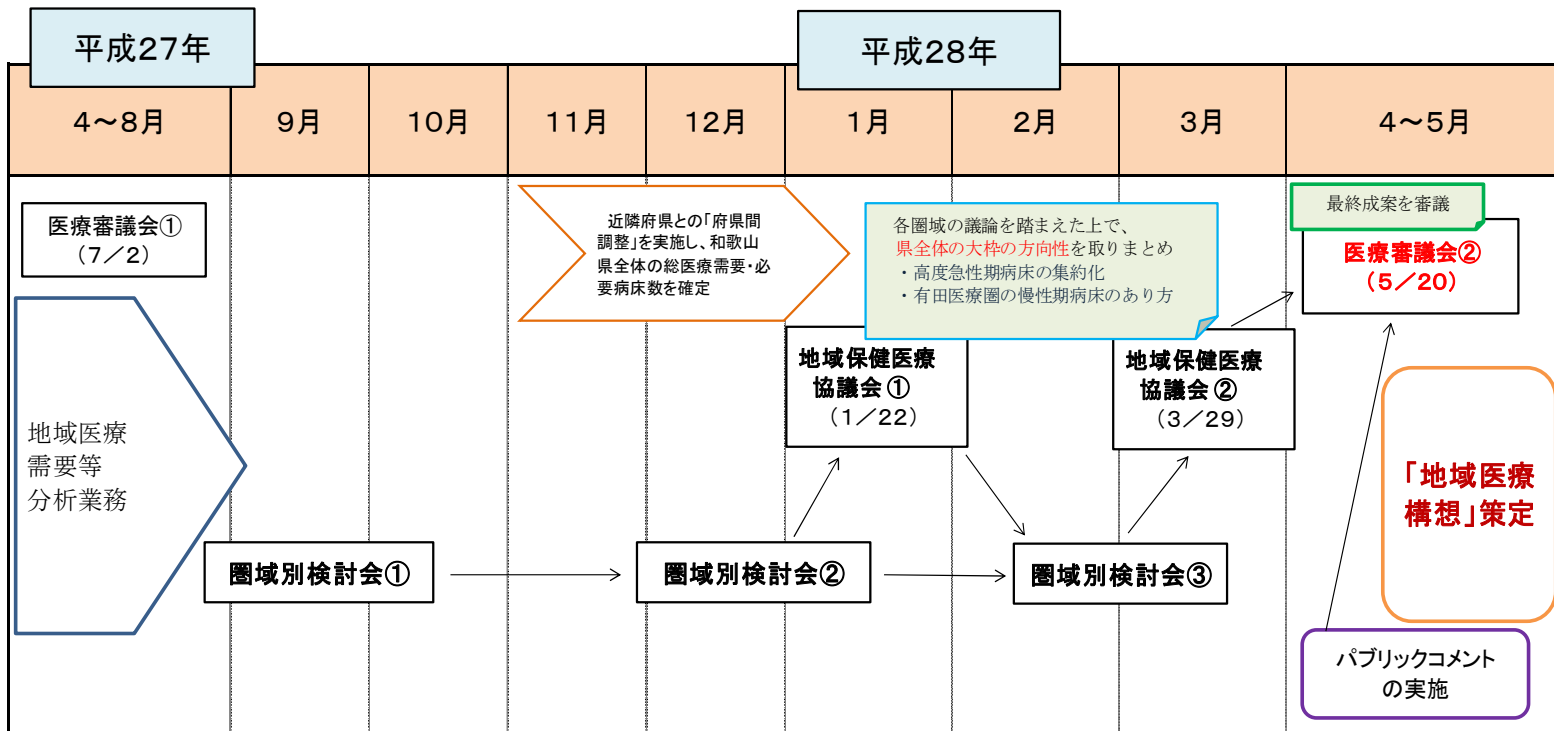 平成27年
平成28年
4～8月
9月
10月
11月
12月
1月
2月
3月
4～5月
医療審議会①
(7／2)
近隣府県との｢府県間
調整｣を実施し､和歌山
県全体の総医療需要･必
要病床数を確定
各圏域の議論を踏まえた上で、
県全体の大枠の方向性を取りまとめ
・高度急性期病床の集約化
・有田医療圏の慢性期病床のあり方
最終成案を審議
医療審議会②
(5／20)
地域保健医療
協議会①
(1／22)
地域保健医療
協議会②
(3／29)
地域医療
需要等
分析業務
｢地域医療
構想｣策定
圏域別検討会①
圏域別検討会②
圏域別検討会③
パブリックコメント
の実施